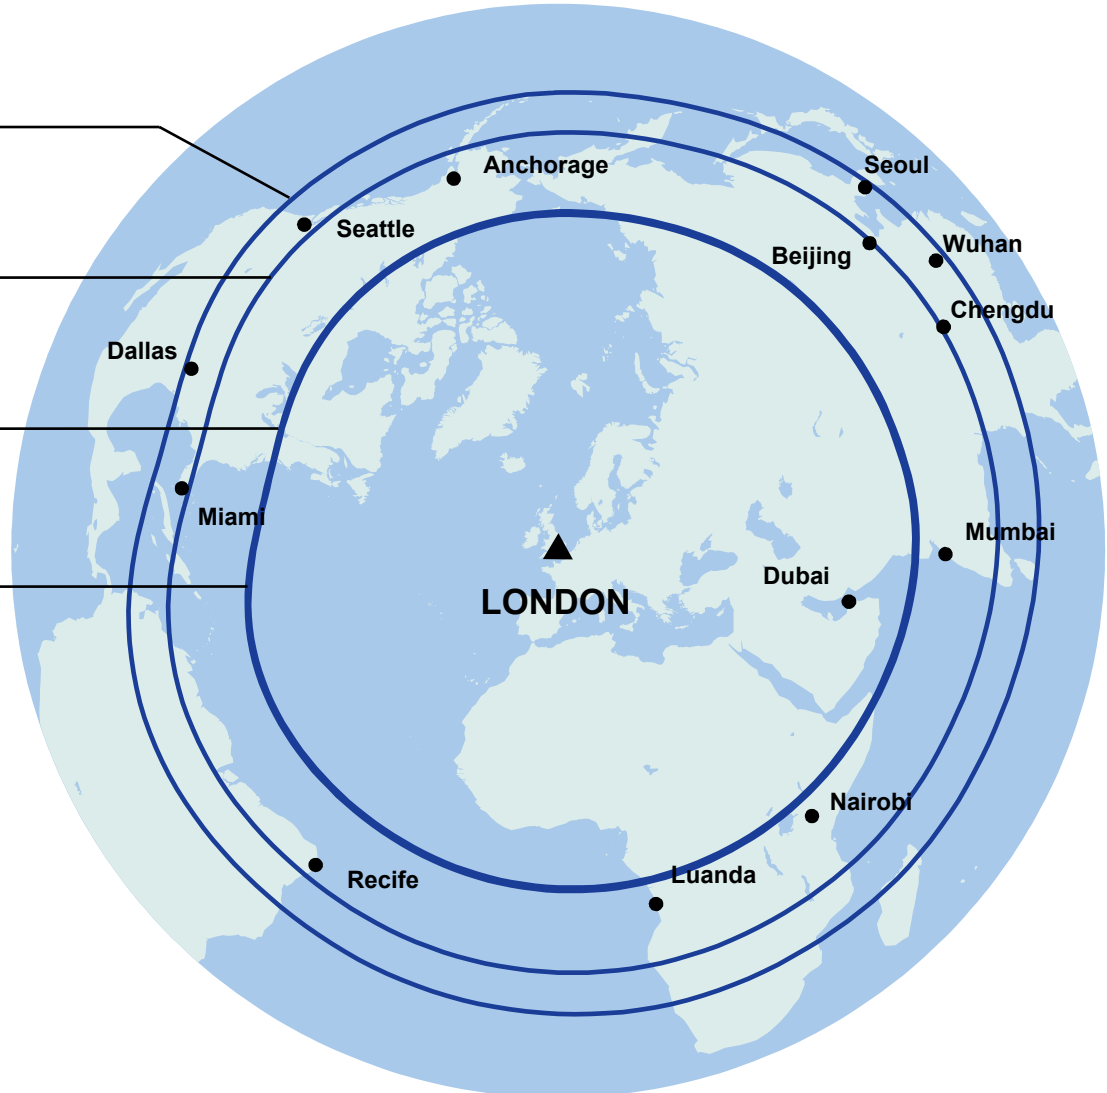 Anchorage
Seoul
Seattle
Wuhan
Beijing
Chengdu
Dallas
Miami
Mumbai
Dubai
LONDON
Nairobi
Luanda
Recife